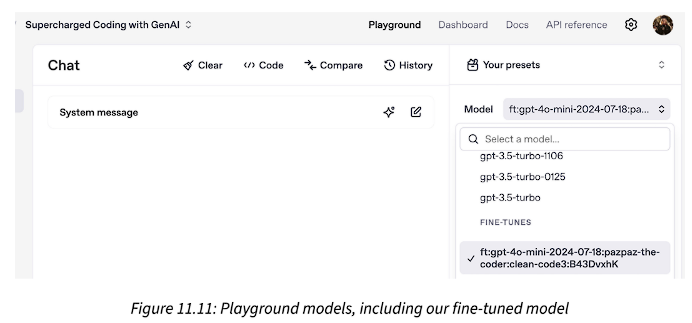 Supercharged Coding with GenAI
Playground Dashboard Docs API reference
Chat
Clear Code Compare History
Your presets
System message
Model ft:gpt-4o-mini-2024-07-18:pa...
Select a model...
gpt-3.5-turbo-1106
gpt-3.5-turbo-0125
gpt-3.5-turbo
FINE-TUNES
ft:gpt-4o-mini-2024-07-18:pazpaz-the-
coder:clean-code3:B43DvxhK
Figure 11.11: Playground models, including our fine-tuned model